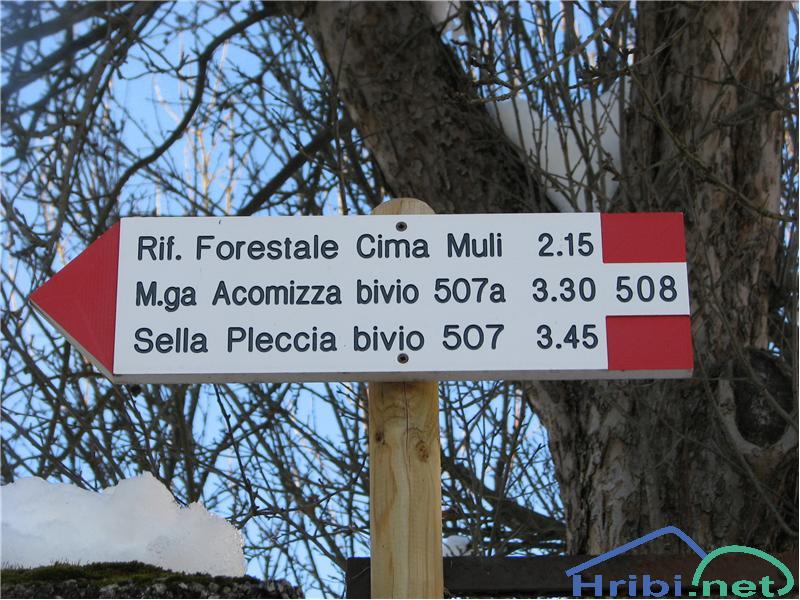 Rif. Forestale Cima Muli 2.15
M.ga Acomizza bivio 507a 3.30 508
Sella Pleccia bivio 507 3.45
Hribi.net